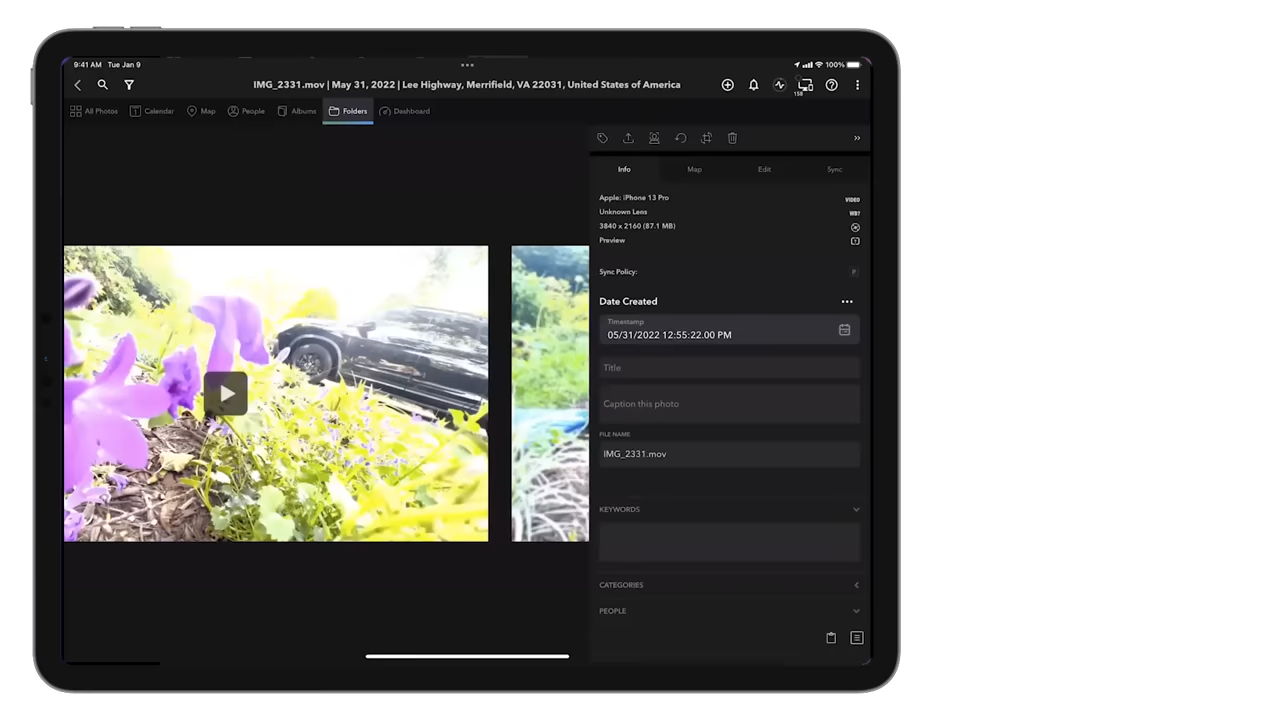 9:41 AM Tue Jan 9
100%
IMG_2331.mov | May 31, 2022 | Lee Highway, Merrifield, VA 22031, United States of America
158
All Photos Calendar Map People Albums Folders Dashboard
Info Map Edit Sync
Apple: iPhone 13 Pro VIDEO
Unknown Lens WB?
3840 x 2160 (87.1 MB)
Preview
Sync Policy: P
Date Created
Timestamp
05/31/2022 12:55:22.00 PM
Title
Caption this photo
FILE NAME
IMG_2331.mov
KEYWORDS
CATEGORIES
PEOPLE